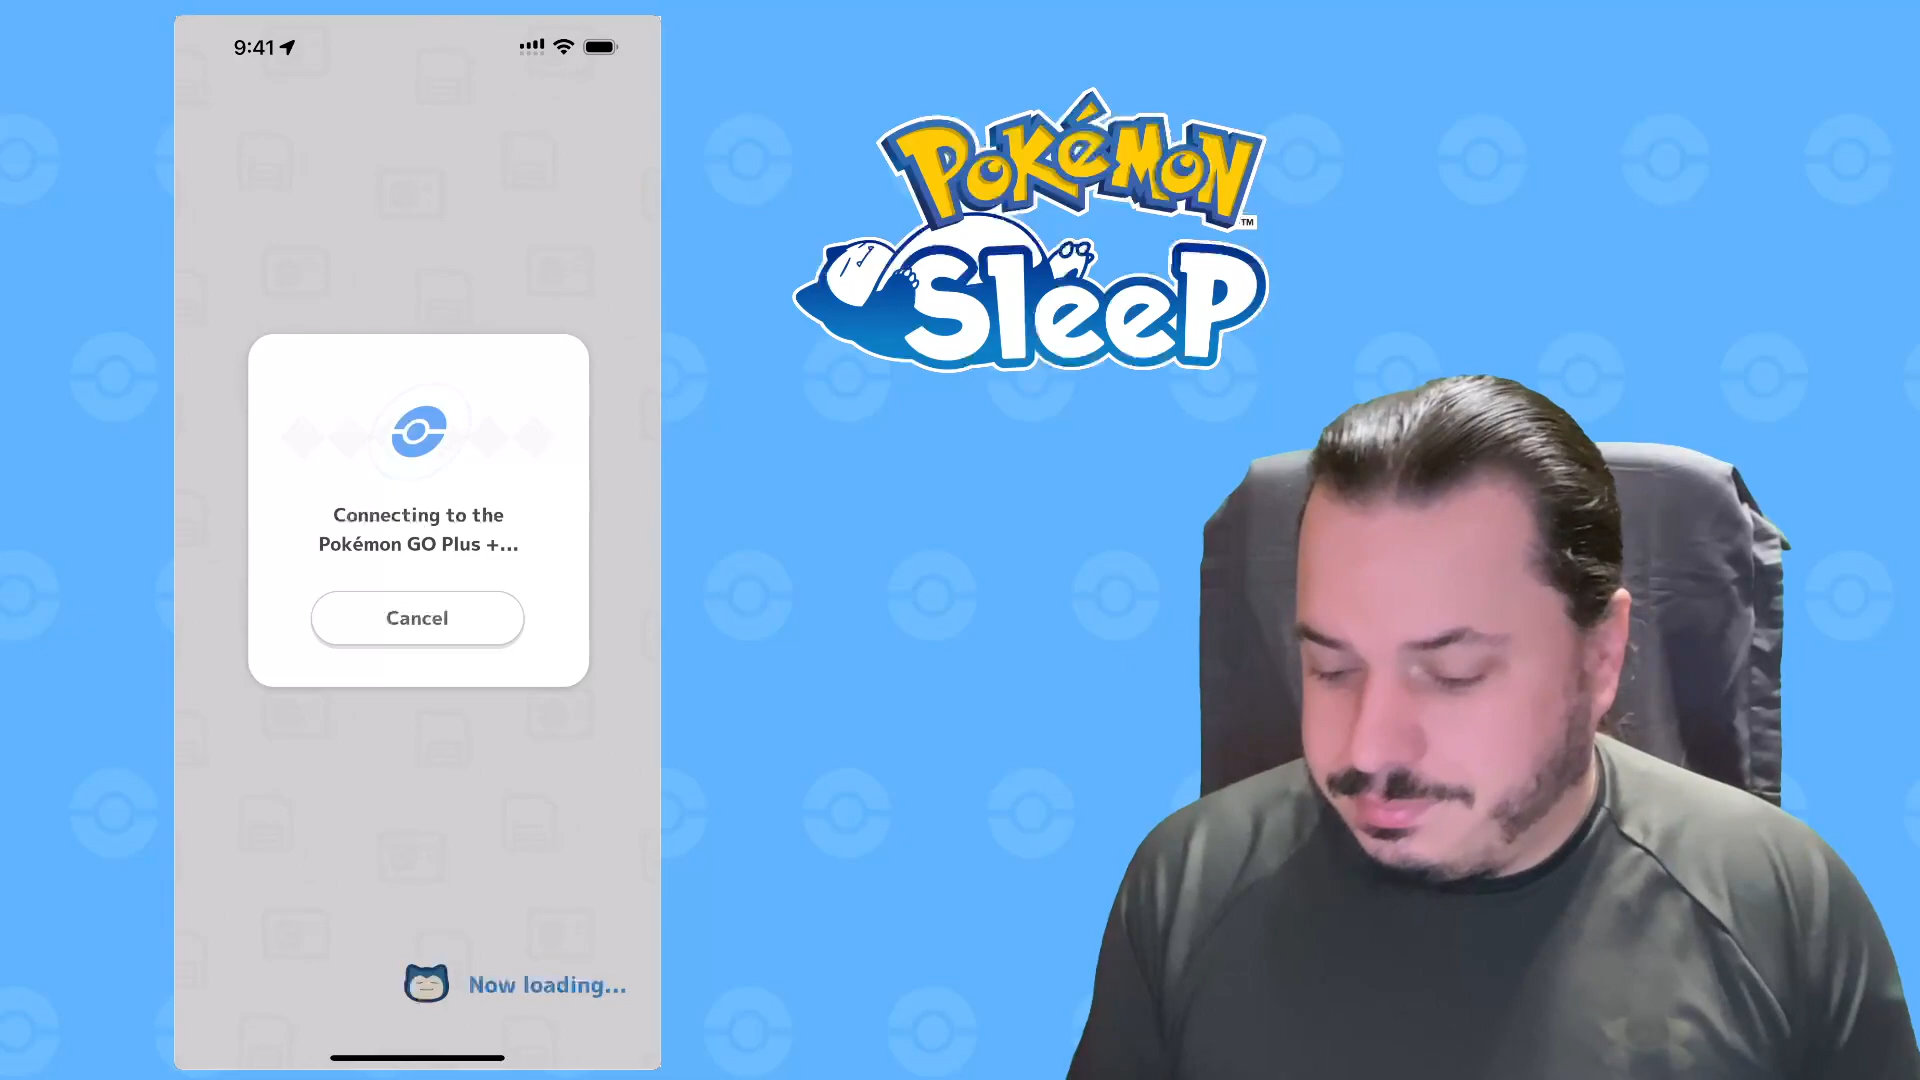 9:41
POKéMON
TM
Sleep
Connecting to the
Pokémon GO Plus +...
Cancel
Now loading...